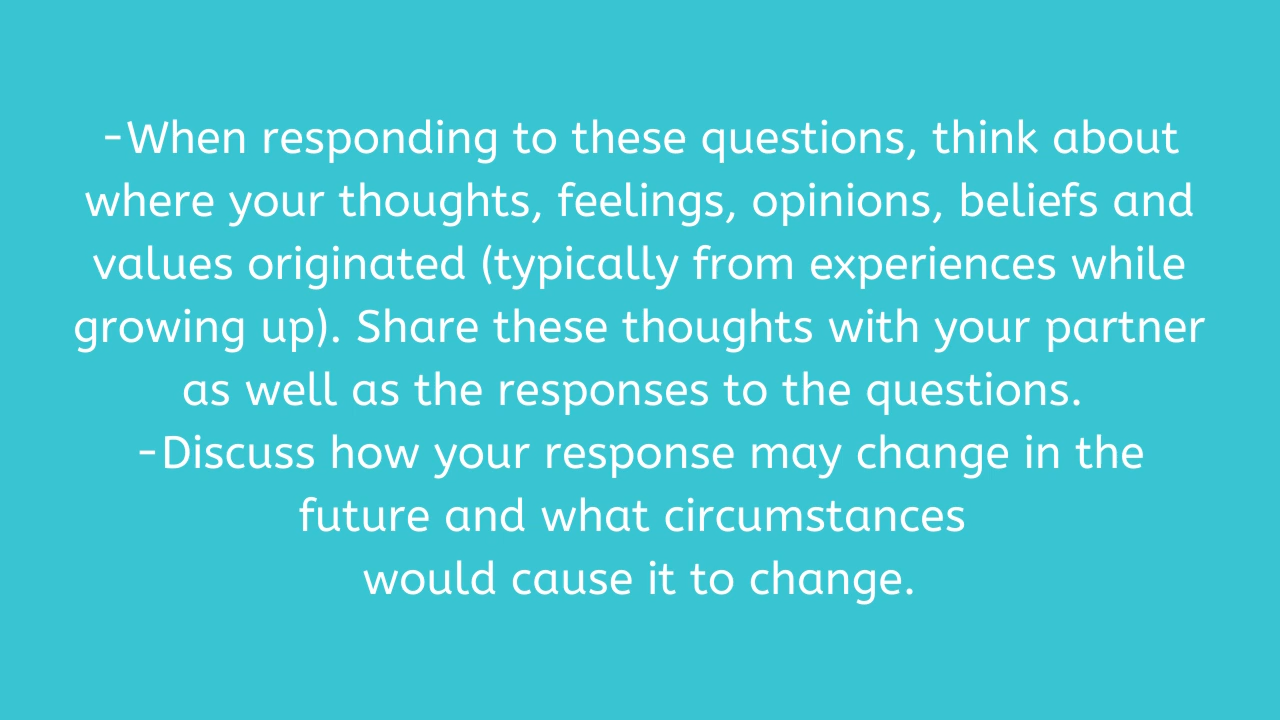 -When responding to these questions, think about
where your thoughts, feelings, opinions, beliefs and
values originated (typically from experiences while
growing up). Share these thoughts with your partner
as well as the responses to the questions.
-Discuss how your response may change in the
future and what circumstances
would cause it to change.